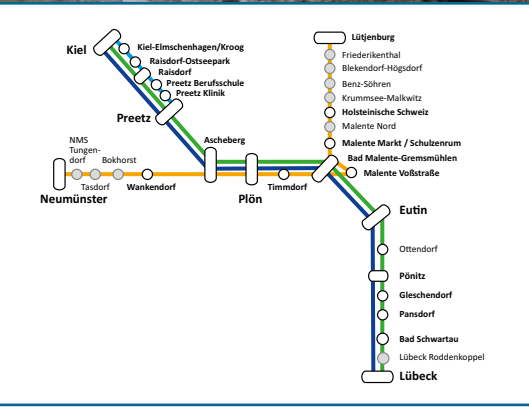 Kiel
Kiel-Elmschenhagen/Kroog
Raisdorf-Ostseepark
Raisdorf
Preetz Berufsschule
Preetz Klinik
Preetz
Ascheberg
Lütjenburg
Friederikenthal
Blekendorf-Högsdorf
Benz-Söhren
Krummsee-Malkwitz
Holsteinische Schweiz
Malente Nord
Malente Markt / Schulzenrum
Bad Malente-Gremsmühlen
Malente Voßstraße
NMS
Tungen-
dorf
Bokhorst
Tasdorf
Wankendorf
Neumünster
Plön
Timmdorf
Eutin
Ottendorf
Pönitz
Gleschendorf
Pansdorf
Bad Schwartau
Lübeck Roddenkoppel
Lübeck